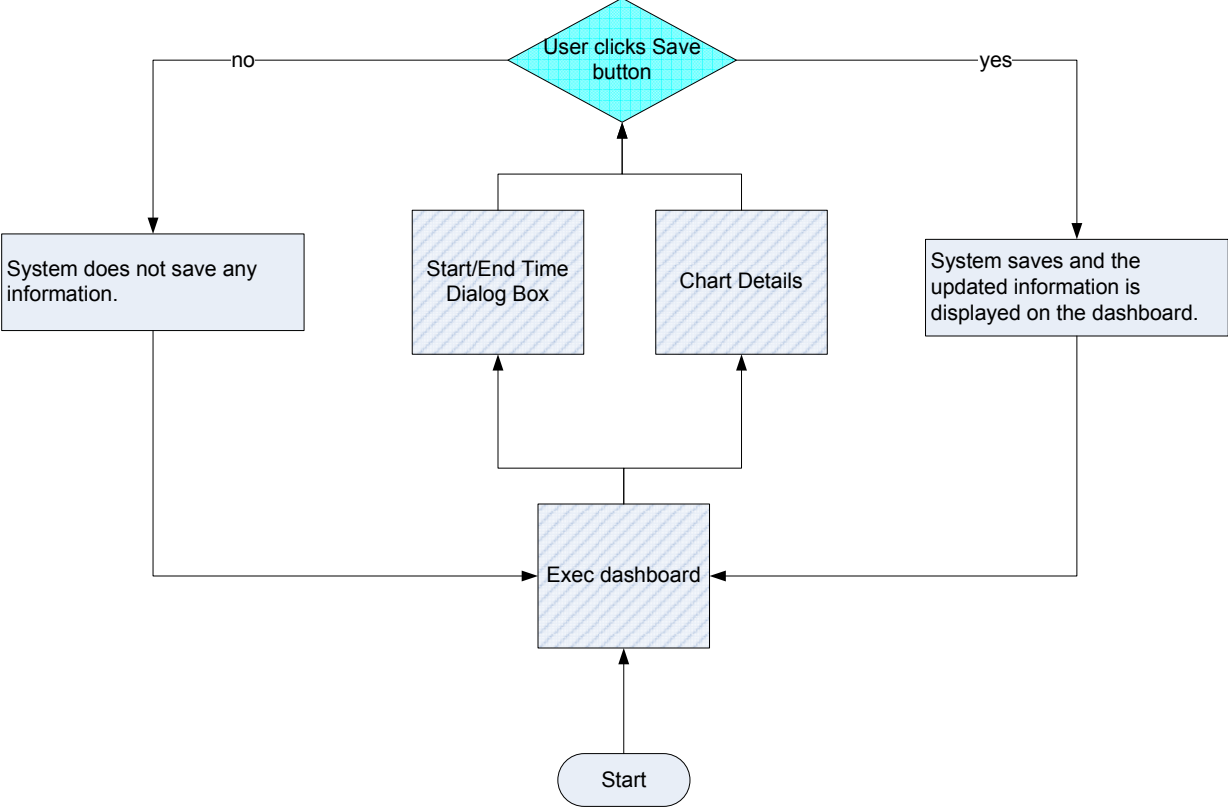 User clicks Save
button
no
yes
System does not save any
information.
Start/End Time
Dialog Box
Chart Details
System saves and the
updated information is
displayed on the dashboard.
Exec dashboard
Start